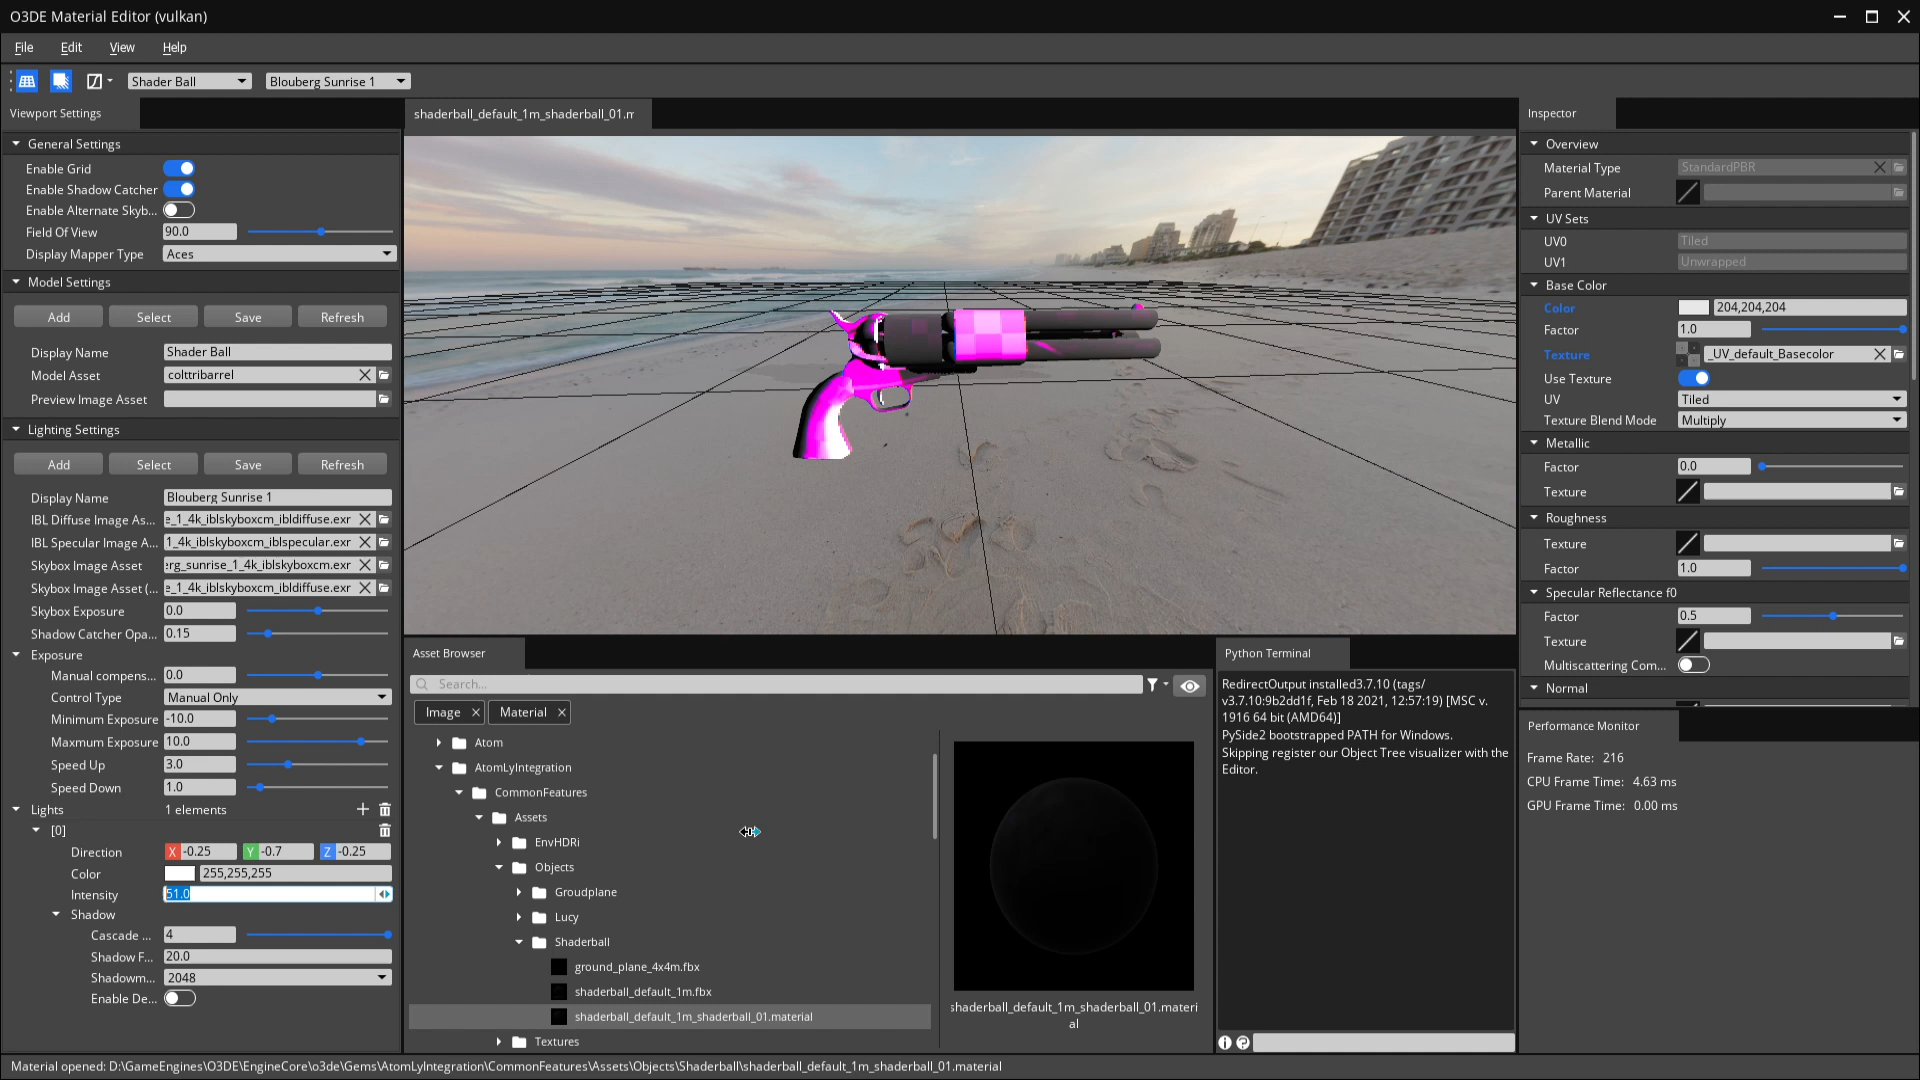 O3DE Material Editor (vulkan)
File Edit View Help
Shader Ball Blouberg Sunrise 1
Viewport Settings
General Settings
Enable Grid
Enable Shadow Catcher
Enable Alternate Skyb...
Field Of View 90.0
Display Mapper Type Aces
Model Settings
Add Select Save Refresh
Display Name Shader Ball
Model Asset colttribarrel
Preview Image Asset
Lighting Settings
Add Select Save Refresh
Display Name Blouberg Sunrise 1
IBL Diffuse Image As... e_1_4k_iblskyboxcm_ibldiffuse.exr
IBL Specular Image A... 1_4k_iblskyboxcm_iblspecular.exr
Skybox Image Asset erg_sunrise_1_4k_iblskyboxcm.exr
Skybox Image Asset (... e_1_4k_iblskyboxcm_ibldiffuse.exr
Skybox Exposure 0.0
Shadow Catcher Opa... 0.15
Exposure
Manual compens... 0.0
Control Type Manual Only
Minimum Exposure -10.0
Maxmum Exposure 10.0
Speed Up 3.0
Speed Down 1.0
Lights 1 elements
[0]
Direction X -0.25 Y -0.7 Z -0.25
Color 255,255,255
Intensity 51.0
Shadow
Cascade ... 4
Shadow F... 20.0
Shadowm... 2048
Enable De...
shaderball_default_1m_shaderball_01.m
Asset Browser
Search...
Image Material
Atom
AtomLyIntegration
CommonFeatures
Assets
EnvHDRi
Objects
Groudplane
Lucy
Shaderball
ground_plane_4x4m.fbx
shaderball_default_1m.fbx
shaderball_default_1m_shaderball_01.material
Textures
shaderball_default_1m_shaderball_01.materi
al
Python Terminal
RedirectOutput installed3.7.10 (tags/
v3.7.10:9b2dd1f, Feb 18 2021, 12:57:19) [MSC v.
1916 64 bit (AMD64)]
PySide2 bootstrapped PATH for Windows.
Skipping register our Object Tree visualizer with the
Editor.
Inspector
Overview
Material Type StandardPBR
Parent Material
UV Sets
UV0 Tiled
UV1 Unwrapped
Base Color
Color 204,204,204
Factor 1.0
Texture _UV_default_Basecolor
Use Texture
UV Tiled
Texture Blend Mode Multiply
Metallic
Factor 0.0
Texture
Roughness
Texture
Factor 1.0
Specular Reflectance f0
Factor 0.5
Texture
Multiscattering Com...
Normal
Performance Monitor
Frame Rate: 216
CPU Frame Time: 4.63 ms
GPU Frame Time: 0.00 ms
Material opened: D:\GameEngines\O3DE\EngineCore\o3de\Gems\AtomLyIntegration\CommonFeatures\Assets\Objects\Shaderball\shaderball_default_1m_shaderball_01.material